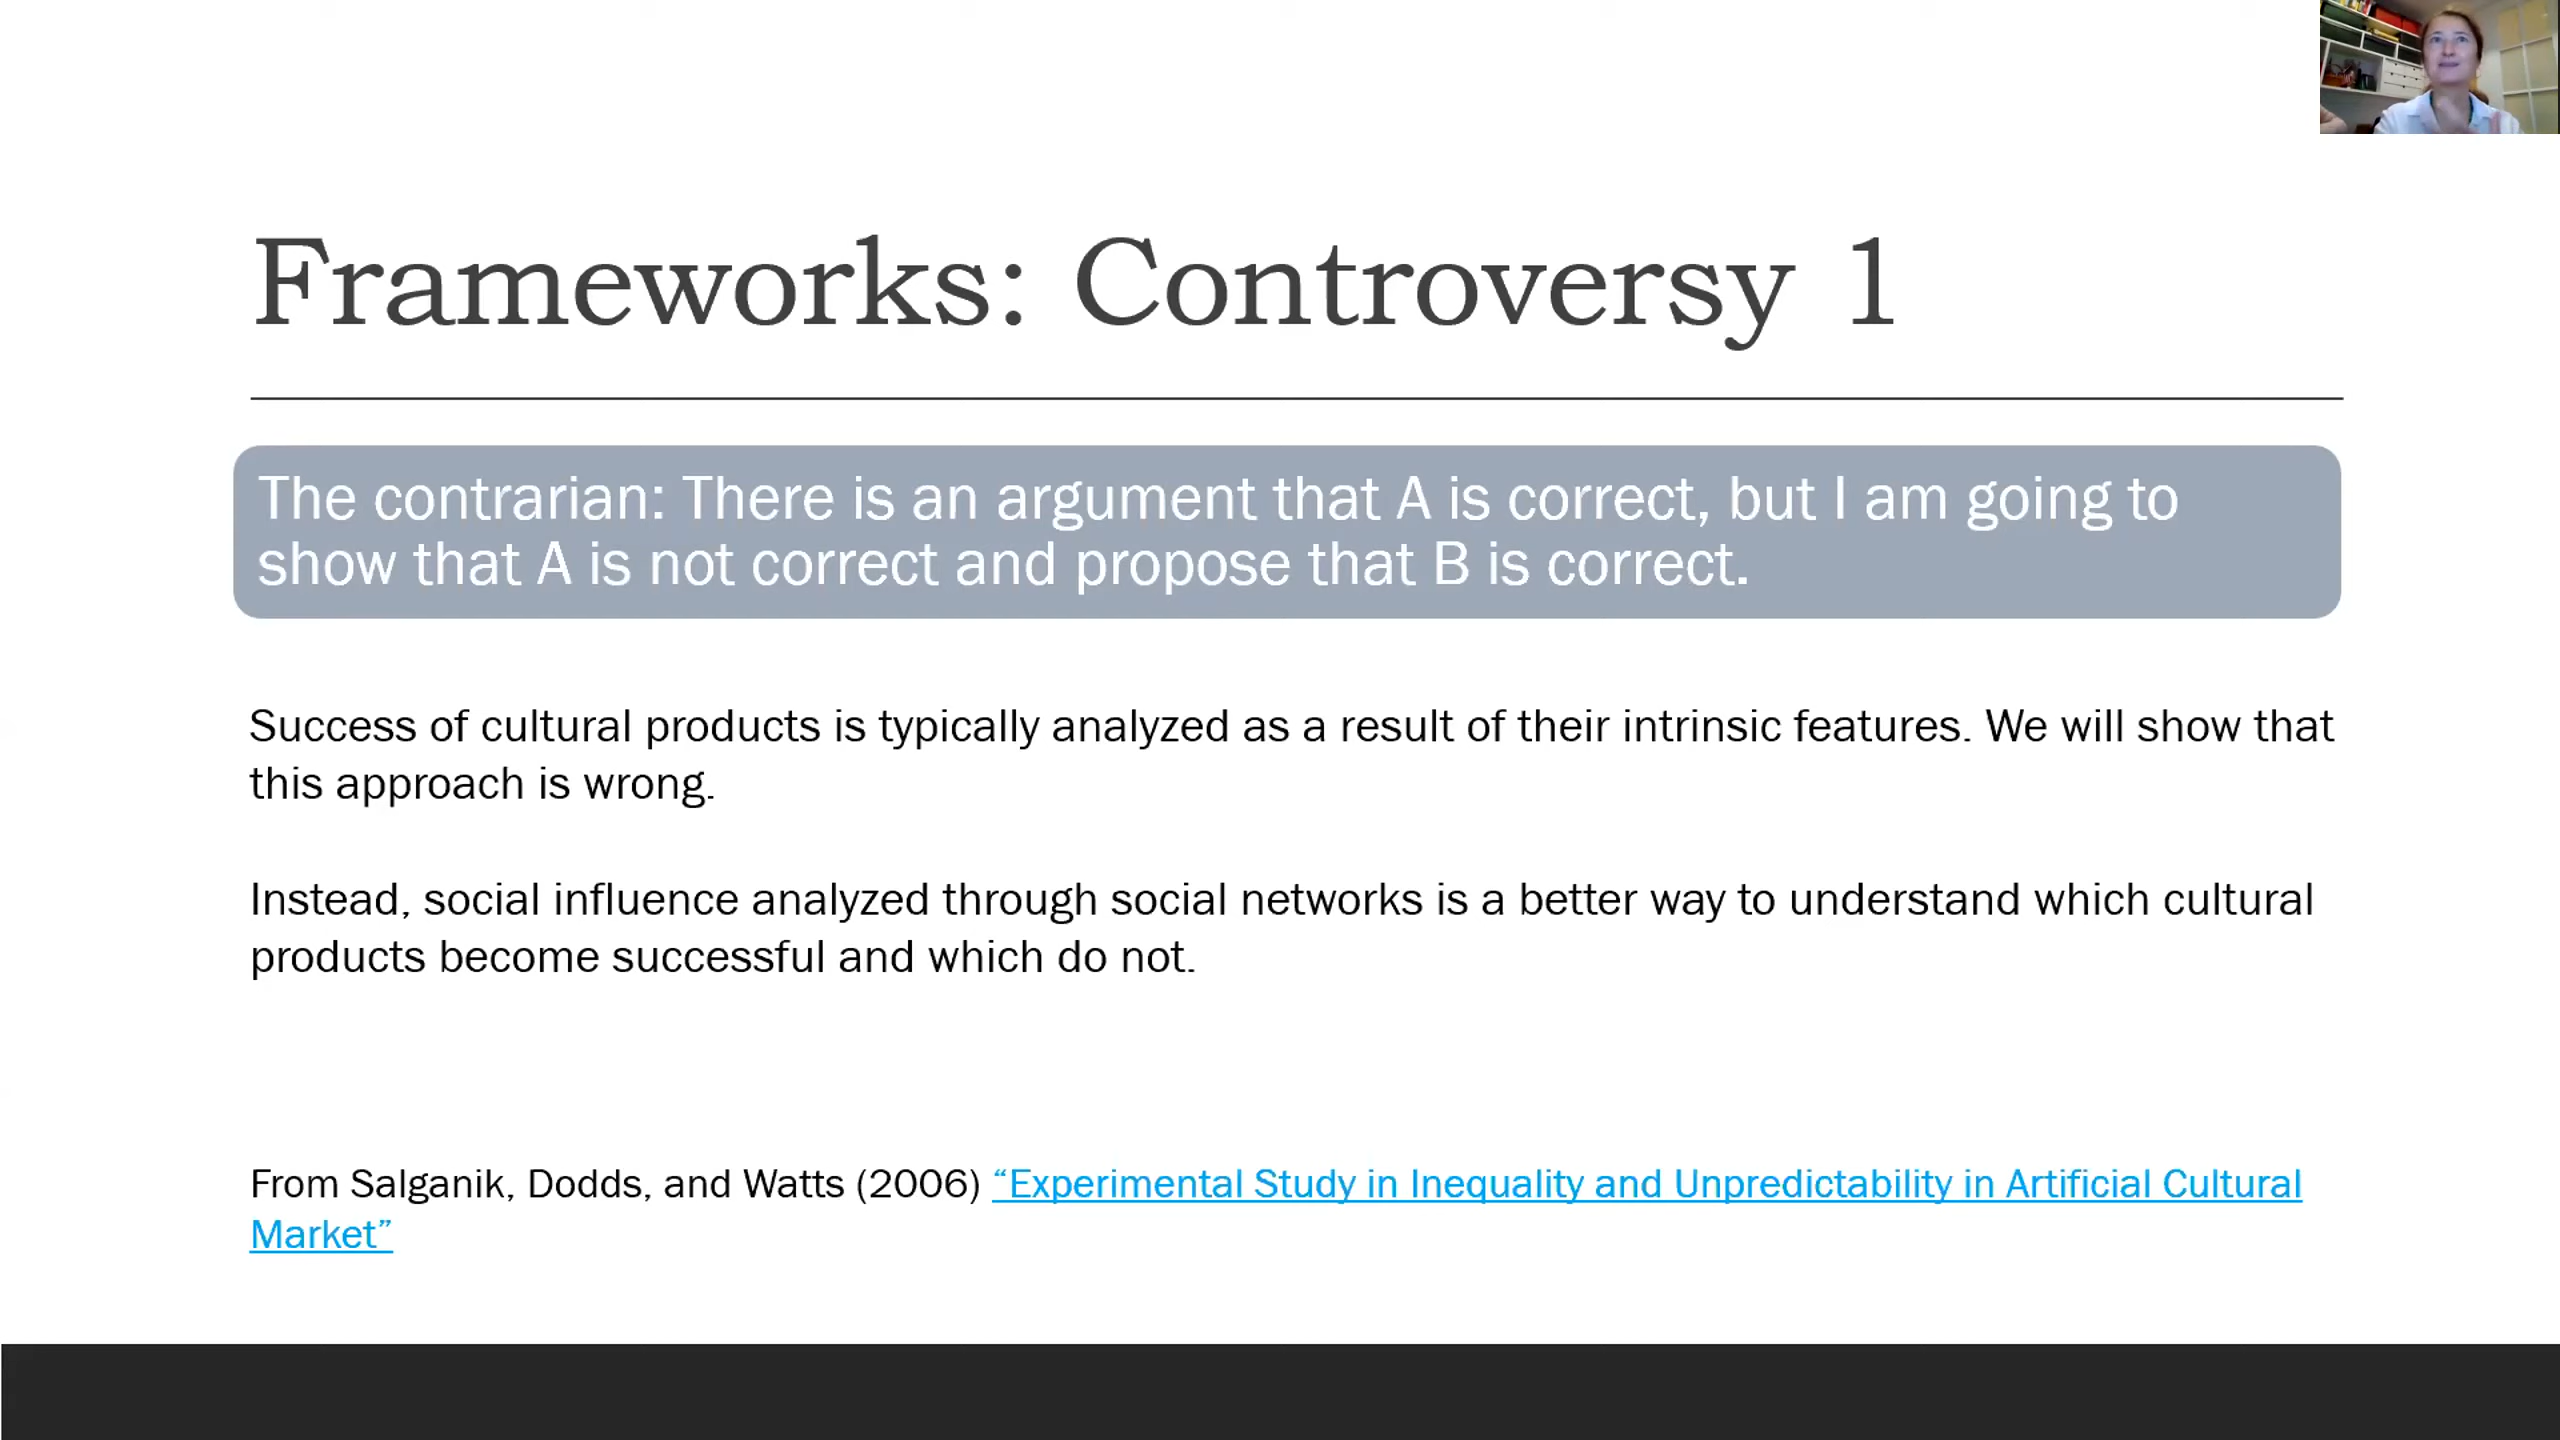 Frameworks: Controversy 1
The contrarian: There is an argument that A is correct, but I am going to
show that A is not correct and propose that B is correct.
Success of cultural products is typically analyzed as a result of their intrinsic features. We will show that
this approach is wrong.
Instead, social influence analyzed through social networks is a better way to understand which cultural
products become successful and which do not.
From Salganik, Dodds, and Watts (2006) “Experimental Study in Inequality and Unpredictability in Artificial Cultural
Market”